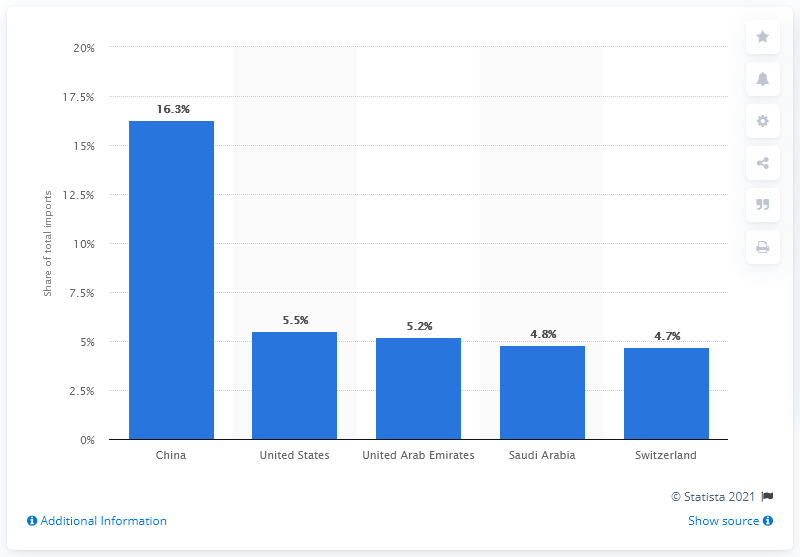 20%
17.5%
15%
12.5%
10%
7.5%
5%
2.5%
0%
Share of total imports
16.3%
5.5%
5.2%
4.8%
4.7%
China
United States
United Arab Emirates
Saudi Arabia
Switzerland
© Statista 2021
Additional Information
Show source